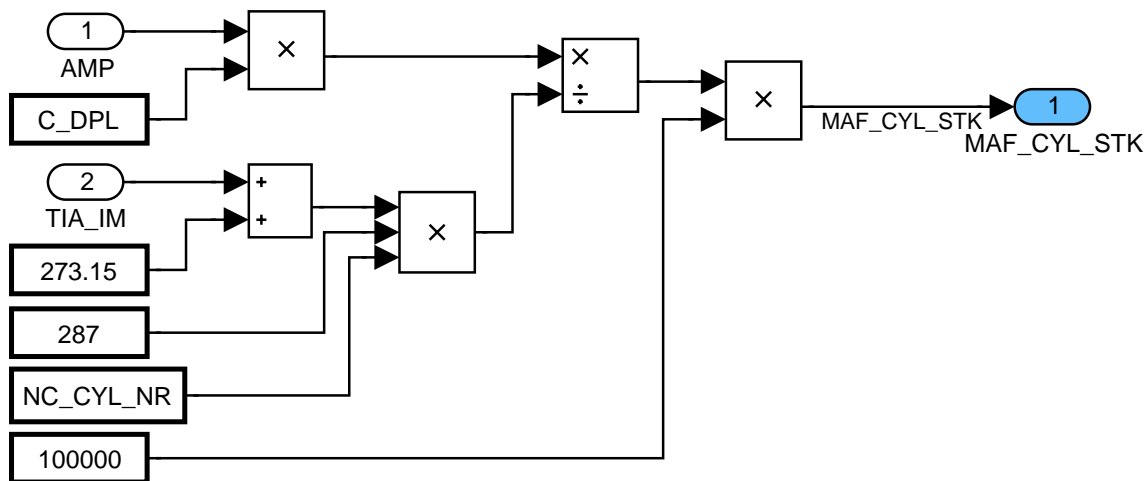 1
AMP
×
×
÷
×
1
C_DPL
MAF_CYL_STK
MAF_CYL_STK
2
TIA_IM
+
+
×
273.15
287
NC_CYL_NR
100000